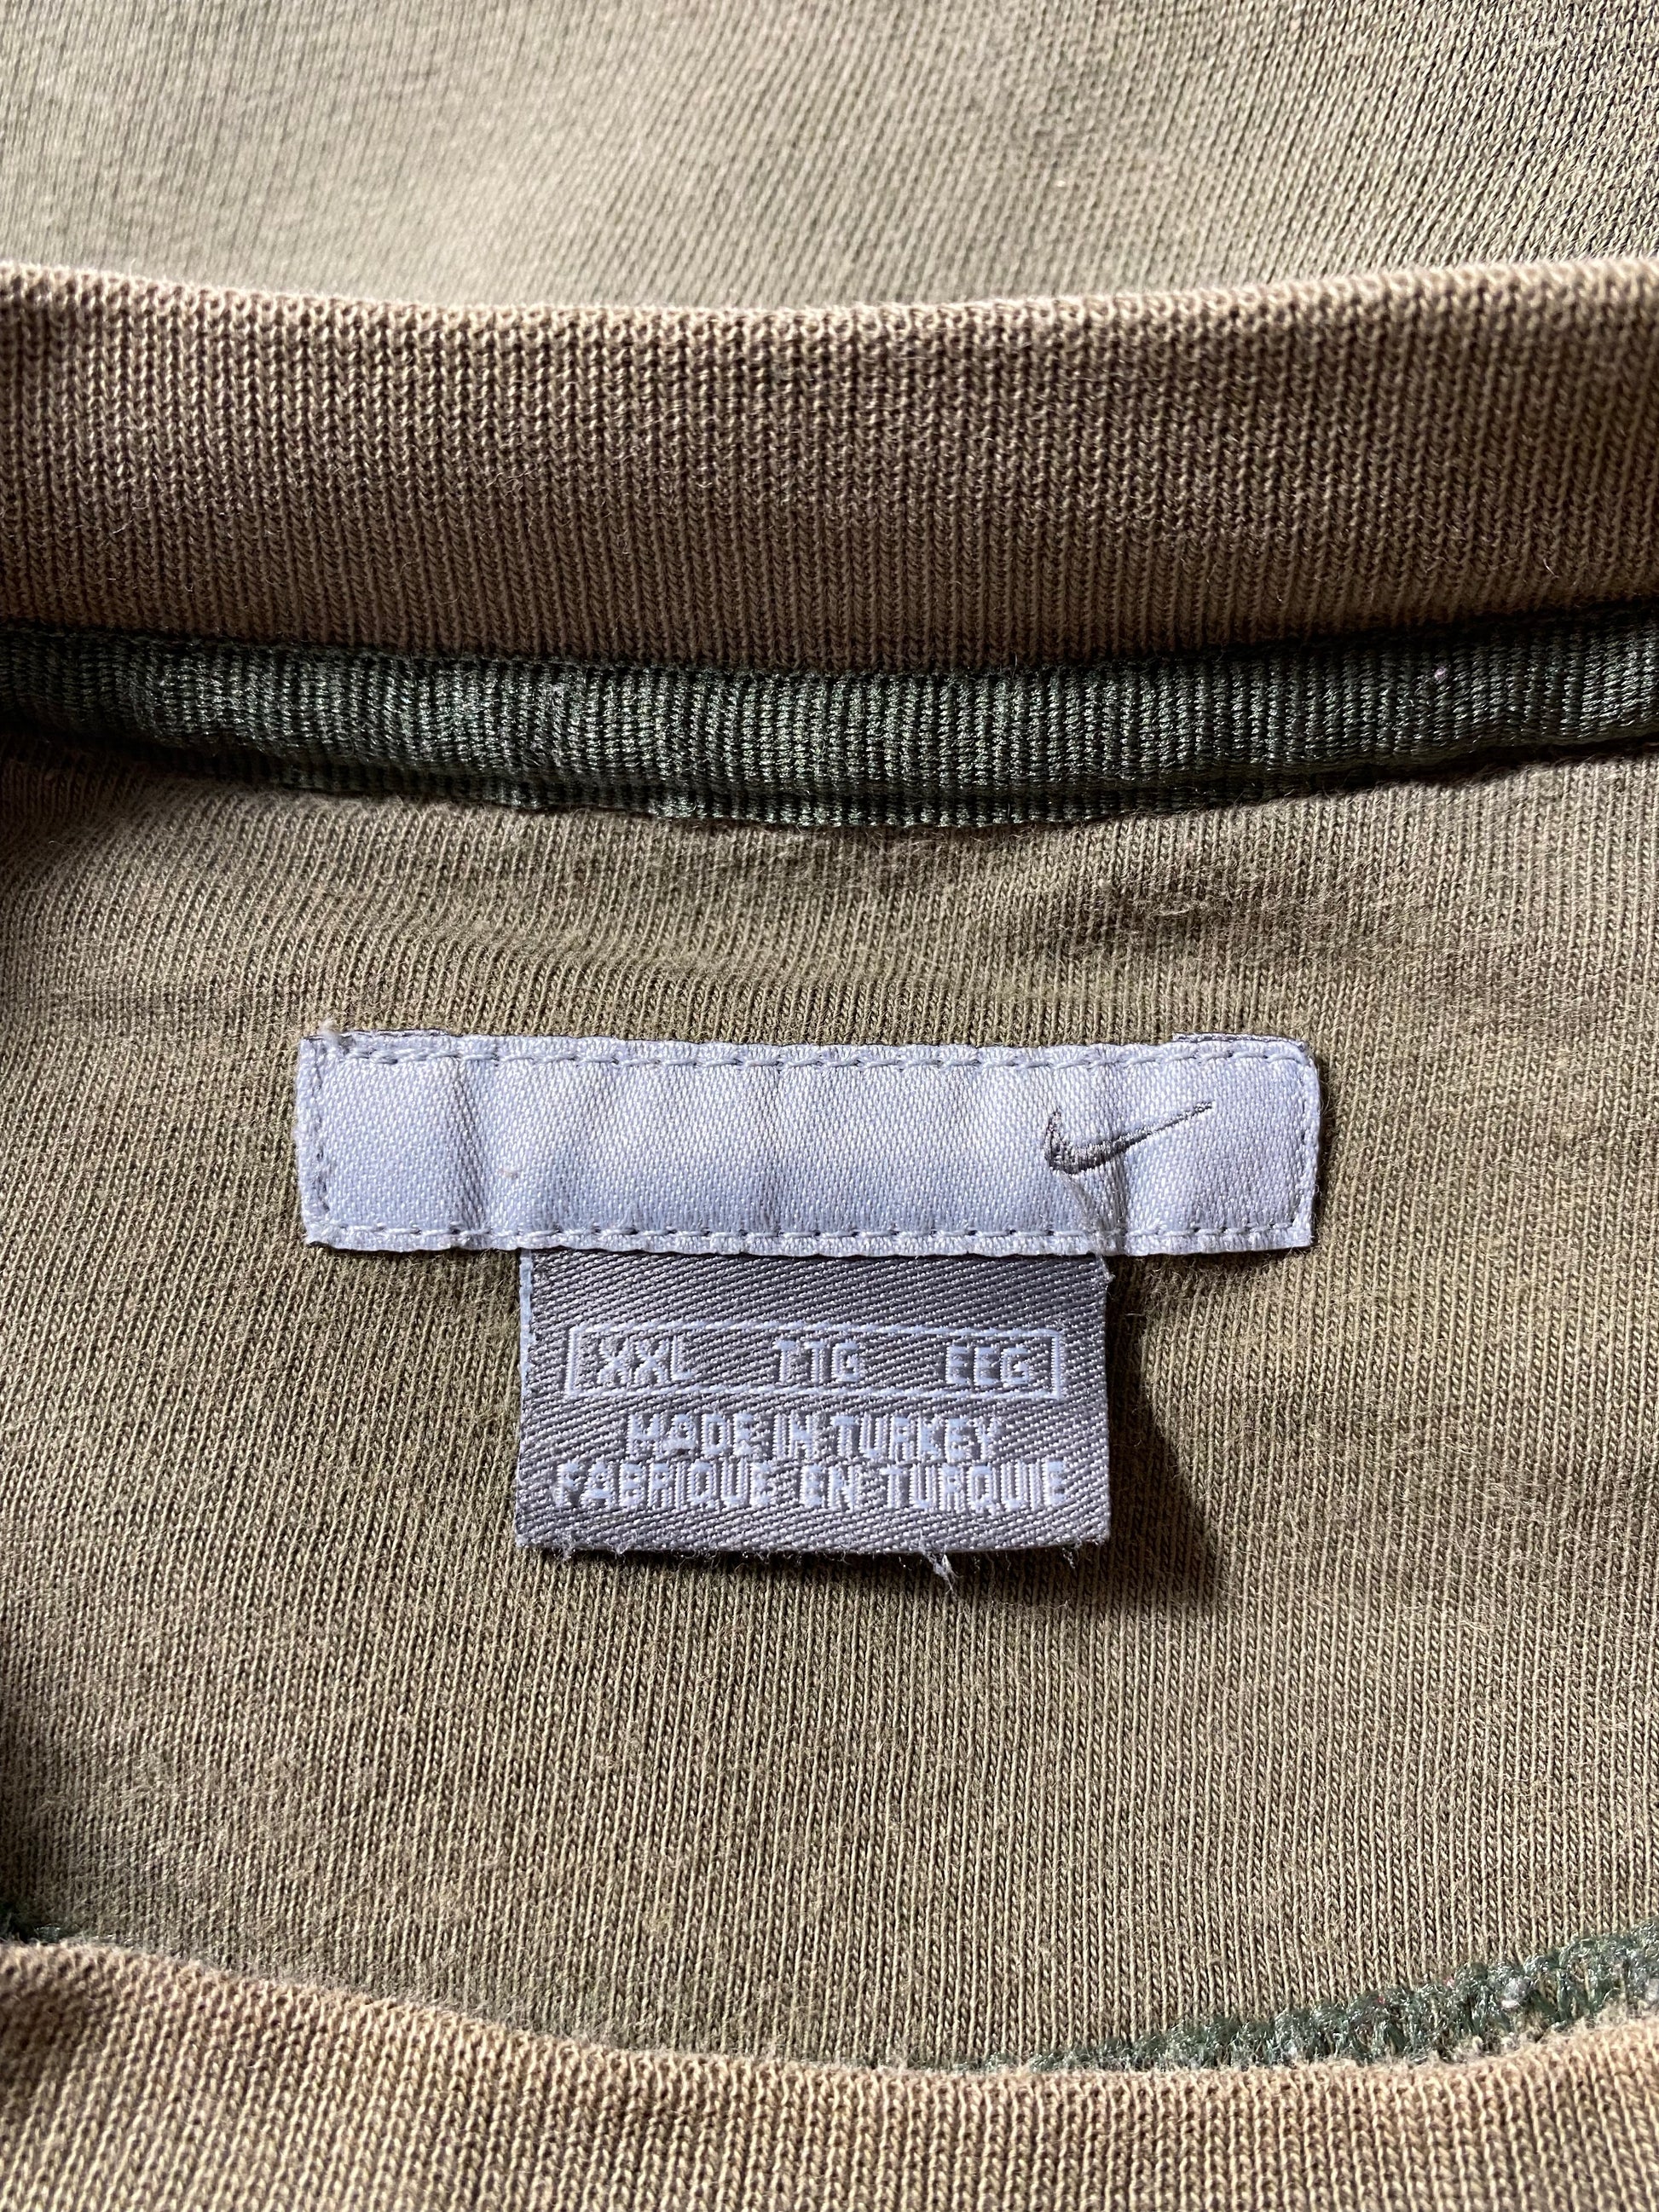 XXL TTG EEG
MADE IN TURKEY
FABRIQUE EN TURQUIE